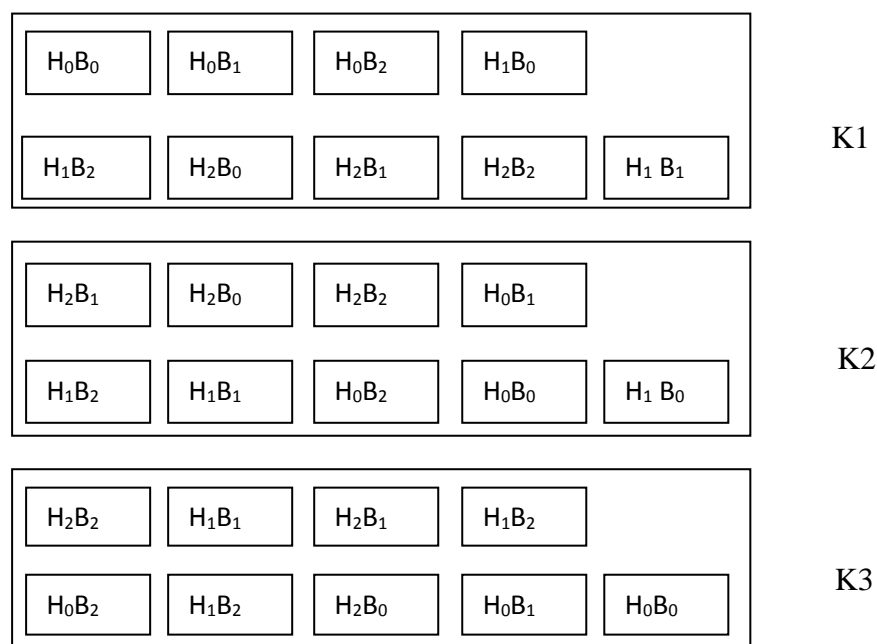 H₀B₀ H₀B₁ H₀B₂ H₁B₀
K1
H₁B₂ H₂B₀ H₂B₁ H₂B₂ H₁ B₁
H₂B₁ H₂B₀ H₂B₂ H₀B₁
K2
H₁B₂ H₁B₁ H₀B₂ H₀B₀ H₁ B₀
H₂B₂ H₁B₁ H₂B₁ H₁B₂
K3
H₀B₂ H₁B₂ H₂B₀ H₀B₁ H₀B₀